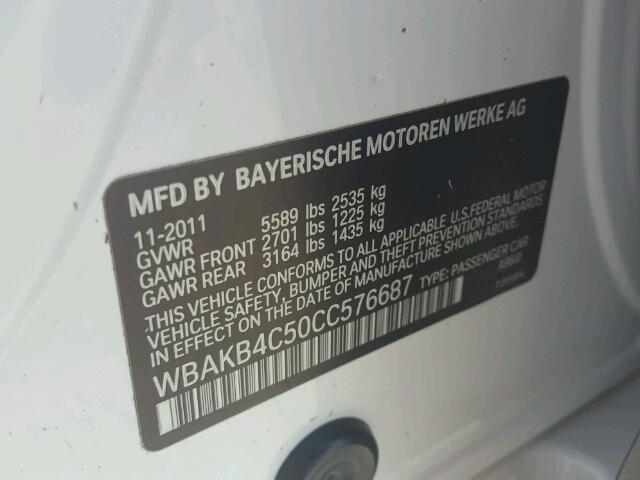 MFD BY BAYERISCHE MOTOREN WERKE AG
11-2011
GVWR 5589 lbs 2535 kg
GAWR FRONT 2701 lbs 1225 kg
GAWR REAR 3164 lbs 1435 kg
THIS VEHICLE CONFORMS TO ALL APPLICABLE U.S.FEDERAL MOTOR
VEHICLE SAFETY, BUMPER AND THEFT PREVENTION STANDARDS
IN EFFECT ON THE DATE OF MANUFACTURE SHOWN ABOVE.
WBAKB4C50CC576687 TYPE: PASSENGER CAR
A96/0